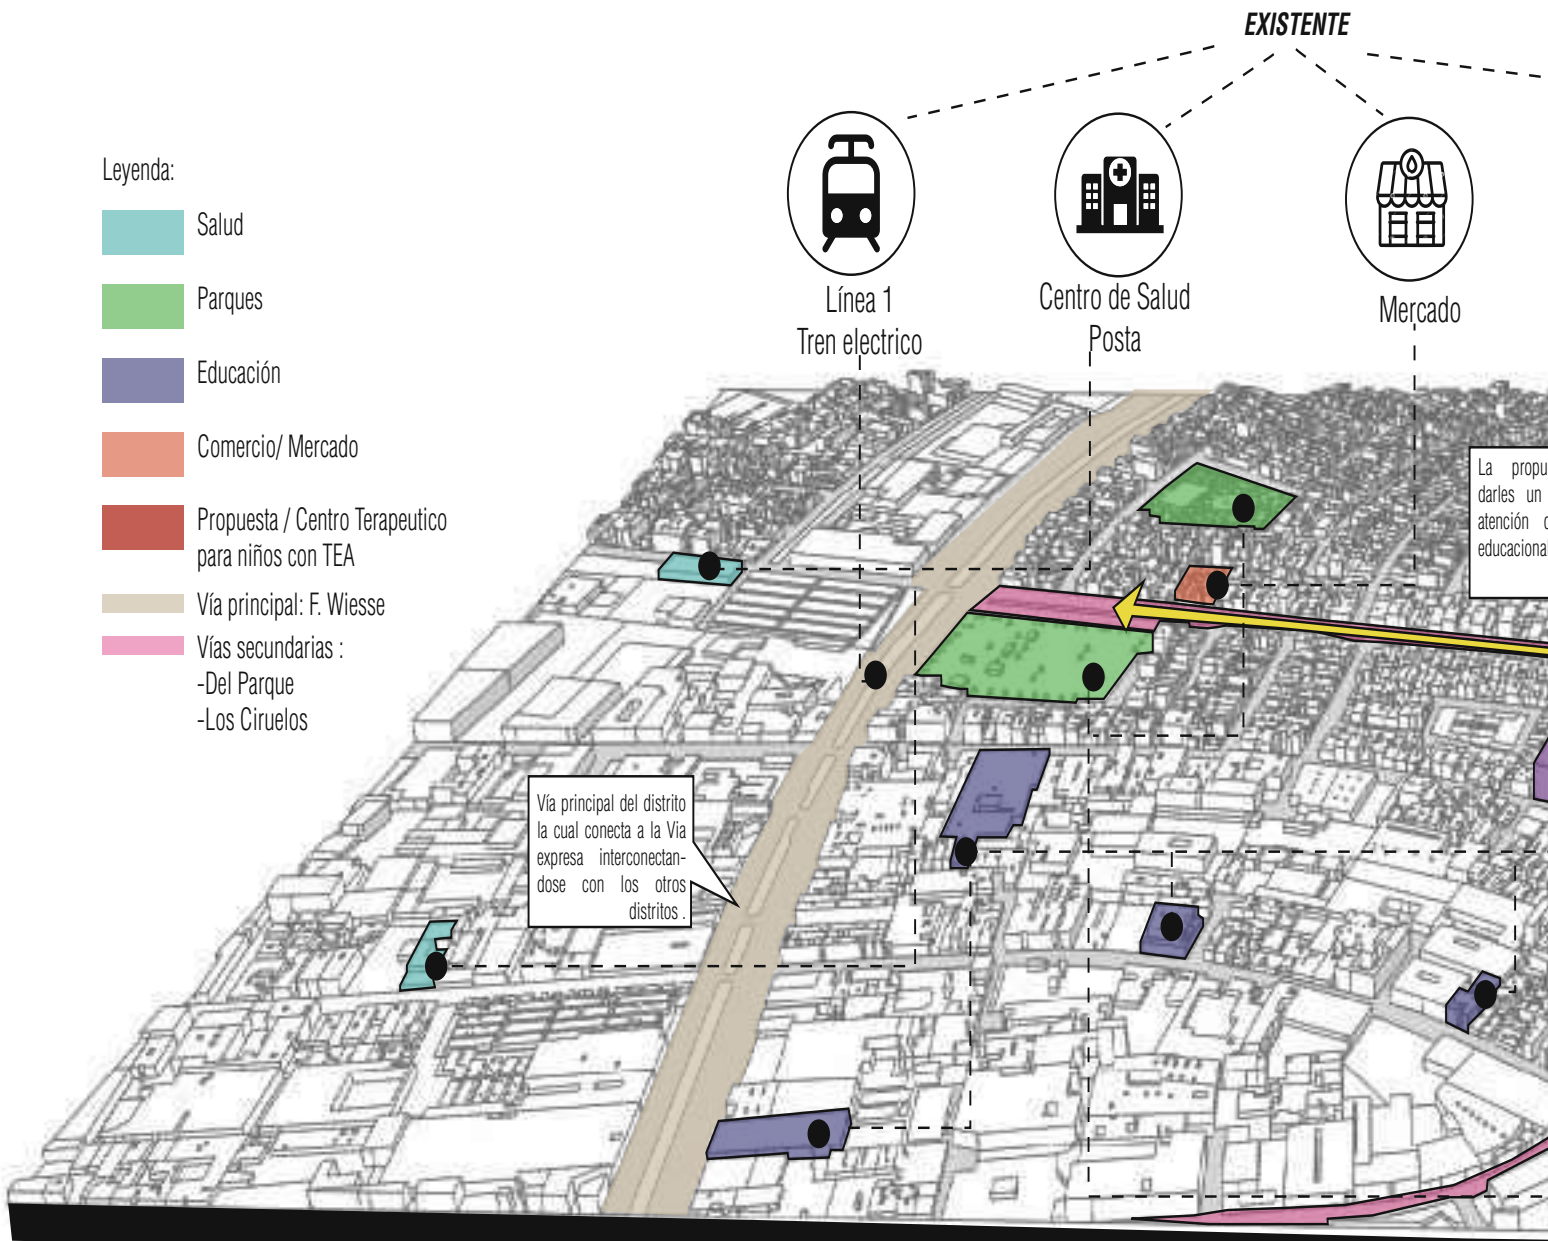 EXISTENTE
Línea 1
Tren electrico
Centro de Salud
Posta
Mercado
Leyenda:
Salud
Parques
Educación
Comercio/ Mercado
Propuesta / Centro Terapeutico
para niños con TEA
Vía principal: F. Wiesse
Vías secundarias :
-Del Parque
-Los Ciruelos
La propu
darles un
atención
educacional
Vía principal del distrito
la cual conecta a la Via
expresa interconectan-
dose con los otros
distritos .